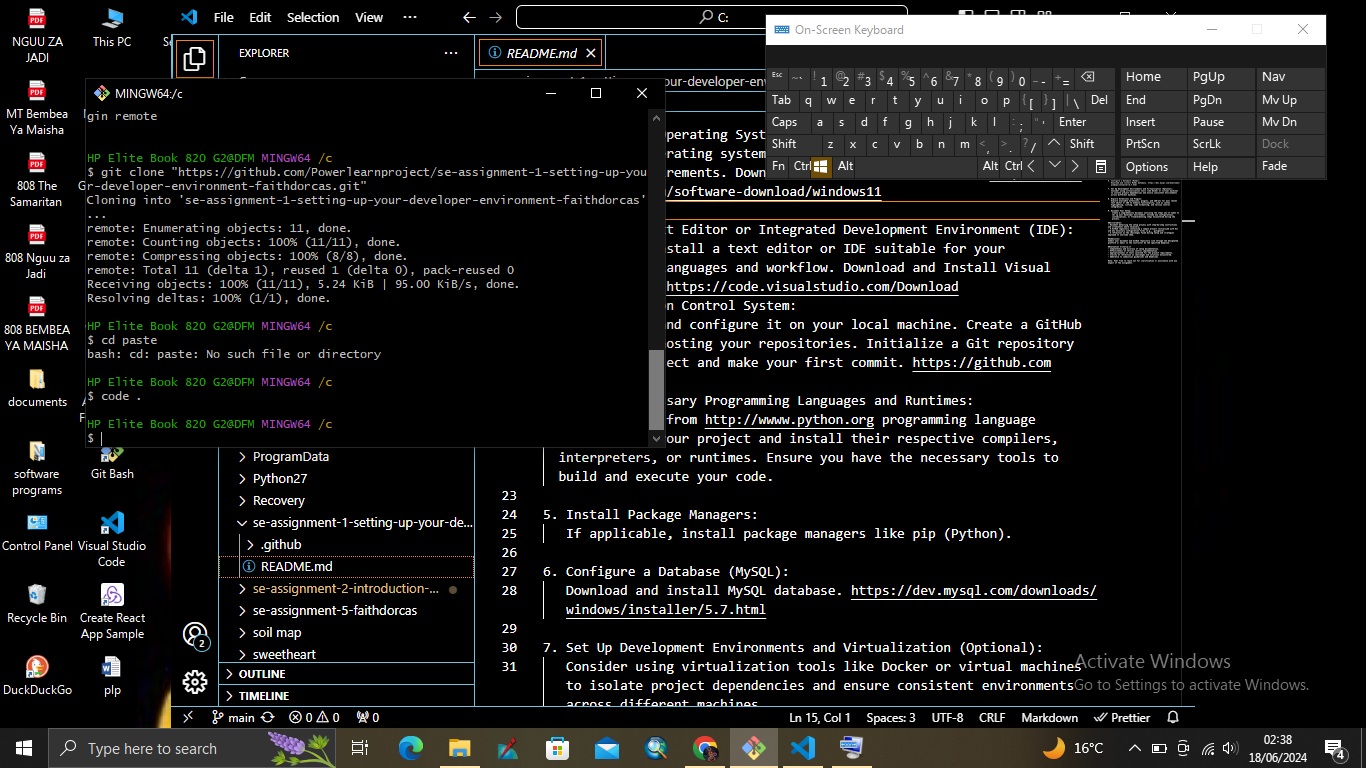 NGUU ZA
JADI
This PC
MT Bembea
Ya Maisha
808 The
Samaritan
808 Nguu za
Jadi
808 BEMBEA
YA MAISHA
documents
software
programs
Git Bash
Control Panel
Visual Studio
Code
Recycle Bin
Create React
App Sample
DuckDuckGo
plp
File Edit Selection View ···
C:
EXPLORER
README.md
MINGW64:/c
gin remote
HP Elite Book 820 G2@DFM MINGW64 /c
$ git clone "https://github.com/Powerlearnproject/se-assignment-1-setting-up-you
r-developer-environment-faithdorcas.git"
Cloning into 'se-assignment-1-setting-up-your-developer-environment-faithdorcas'
...
remote: Enumerating objects: 11, done.
remote: Counting objects: 100% (11/11), done.
remote: Compressing objects: 100% (8/8), done.
remote: Total 11 (delta 1), reused 1 (delta 0), pack-reused 0
Receiving objects: 100% (11/11), 5.24 KiB | 95.00 KiB/s, done.
Resolving deltas: 100% (1/1), done.
HP Elite Book 820 G2@DFM MINGW64 /c
$ cd paste
bash: cd: paste: No such file or directory
HP Elite Book 820 G2@DFM MINGW64 /c
$ code .
HP Elite Book 820 G2@DFM MINGW64 /c
$
On-Screen Keyboard
Esc ~ ` ! 1 @ 2 # 3 $ 4 % 5 ^ 6 & 7 * 8 ( 9 ) 0 _ - + = Home PgUp Nav
Tab q w e r t y u i o p { [ } ] | \ Del End PgDn Mv Up
Caps a s d f g h j k l : ; " ' Enter Insert Pause Mv Dn
Shift z x c v b n m < , > . ? / Shift PrtScn ScrLk Dock
Fn Ctrl Alt Alt Ctrl Options Help Fade
ur-developer-env
perating Syst
rating system
rements. Down
/software-download/windows11
t Editor or Integrated Development Environment (IDE):
stall a text editor or IDE suitable for your
anguages and workflow. Download and Install Visual
https://code.visualstudio.com/Download
n Control System:
nd configure it on your local machine. Create a GitHub
osting your repositories. Initialize a Git repository
ect and make your first commit. https://github.com
sary Programming Languages and Runtimes:
from http://wwww.python.org programming language
our project and install their respective compilers,
interpreters, or runtimes. Ensure you have the necessary tools to
build and execute your code.
23
24 5. Install Package Managers:
25 If applicable, install package managers like pip (Python).
26
27 6. Configure a Database (MySQL):
28 Download and install MySQL database. https://dev.mysql.com/downloads/
windows/installer/5.7.html
29
30 7. Set Up Development Environments and Virtualization (Optional):
31 Consider using virtualization tools like Docker or virtual machines
to isolate project dependencies and ensure consistent environments
across different machines.
ProgramData
Python27
Recovery
se-assignment-1-setting-up-your-de...
.github
README.md
se-assignment-2-introduction-...
se-assignment-5-faithdorcas
soil map
sweetheart
OUTLINE
TIMELINE
2
Activate Windows
Go to Settings to activate Windows.
main 0 0 0
Ln 15, Col 1 Spaces: 3 UTF-8 CRLF Markdown Prettier
Type here to search
16°C
02:38
18/06/2024
4